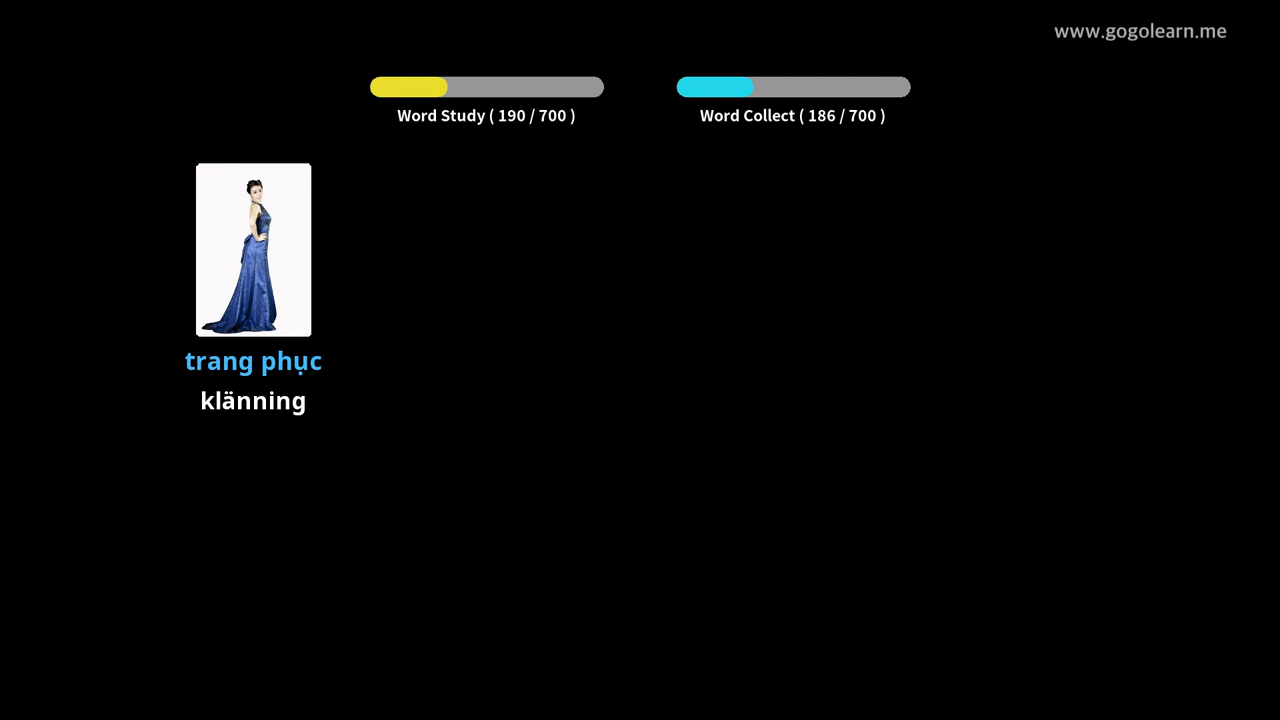 www.gogolearn.me
Word Study ( 190 / 700 )
Word Collect ( 186 / 700 )
trang phục
klänning